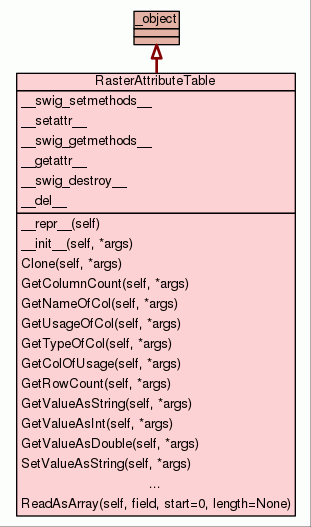 _object
RasterAttributeTable
__swig_setmethods__
__setattr__
__swig_getmethods__
__getattr__
__swig_destroy__
__del__
__repr__(self)
__init__(self, *args)
Clone(self, *args)
GetColumnCount(self, *args)
GetNameOfCol(self, *args)
GetUsageOfCol(self, *args)
GetTypeOfCol(self, *args)
GetColOfUsage(self, *args)
GetRowCount(self, *args)
GetValueAsString(self, *args)
GetValueAsInt(self, *args)
GetValueAsDouble(self, *args)
SetValueAsString(self, *args)
...
ReadAsArray(self, field, start=0, length=None)